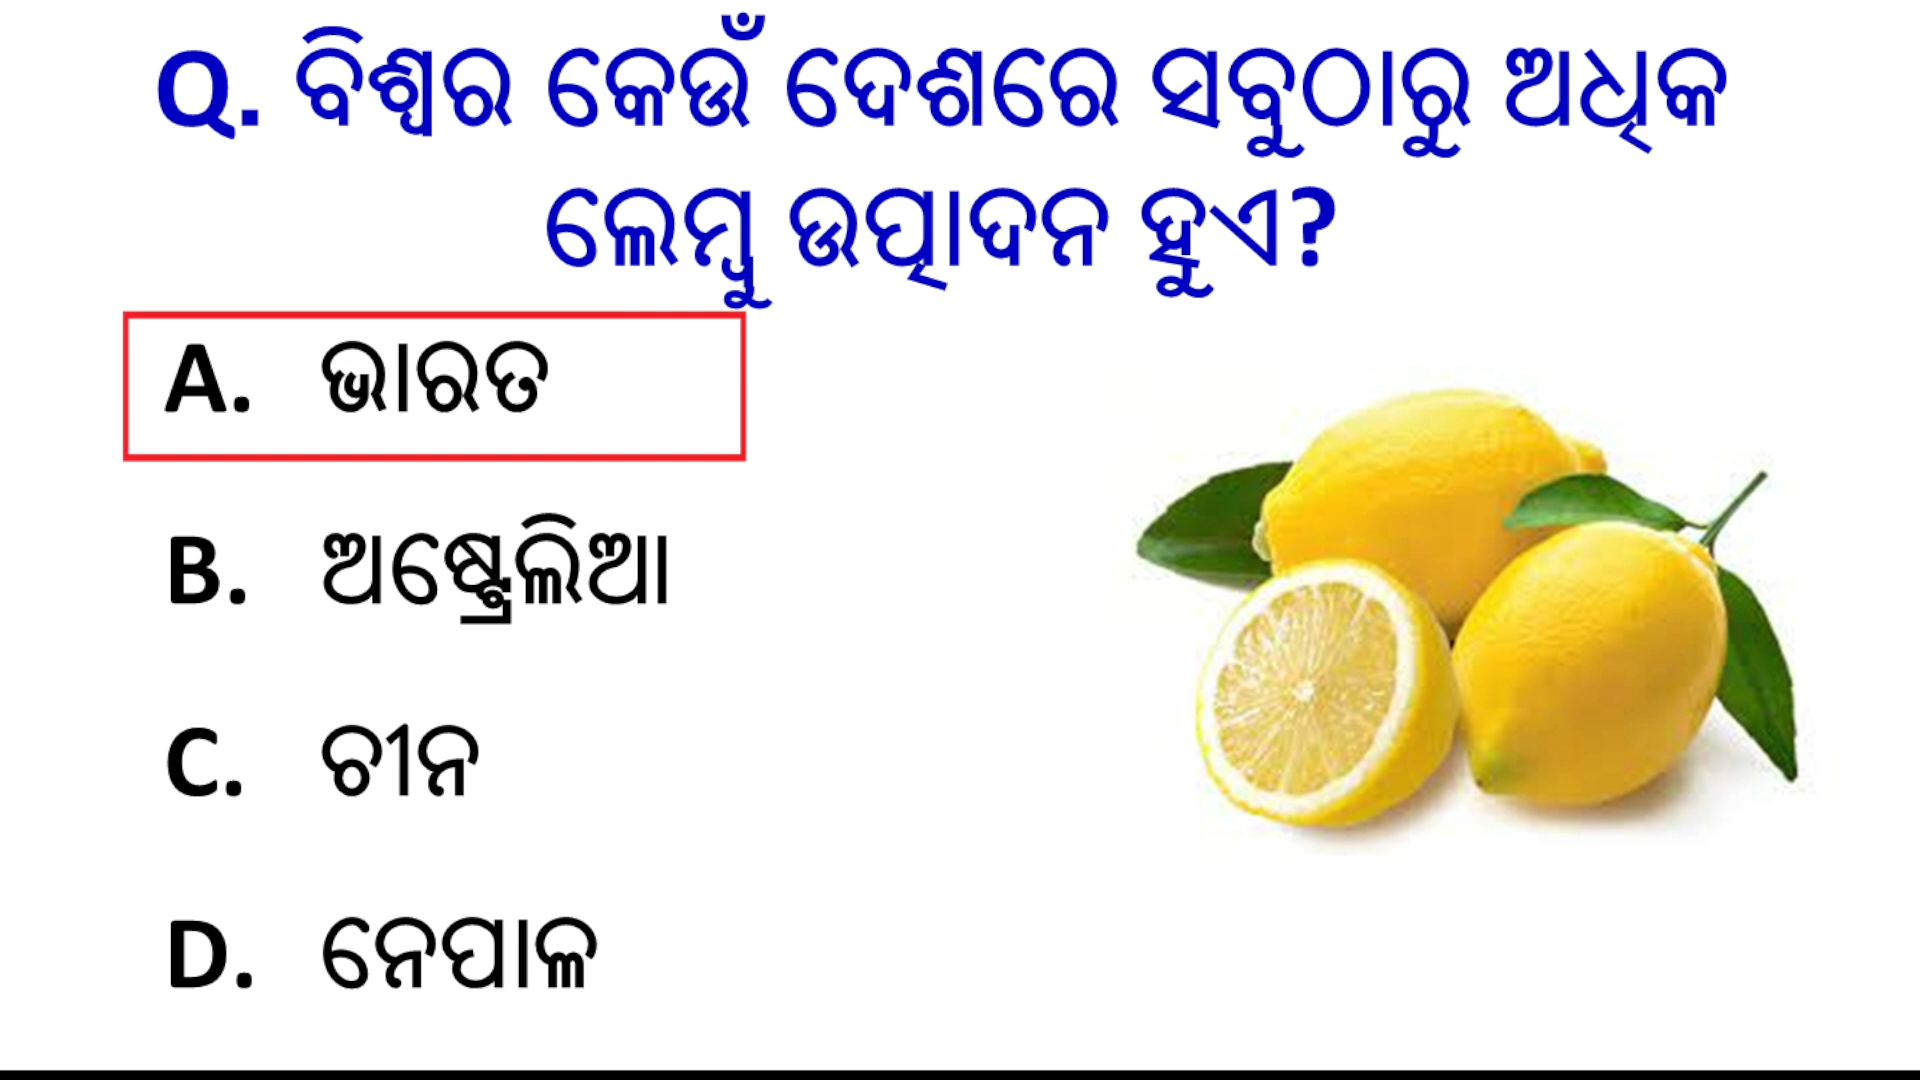 Q. ବିଶ୍ୱର କେଉଁ ଦେଶରେ ସବୁଠାରୁ ଅଧିକ
ଲେମ୍ବୁ ଉତ୍ପାଦନ ହୁଏ?
A. ଭାରତ
B. ଅଷ୍ଟ୍ରେଲିଆ
C. ଚୀନ
D. ନେପାଳ